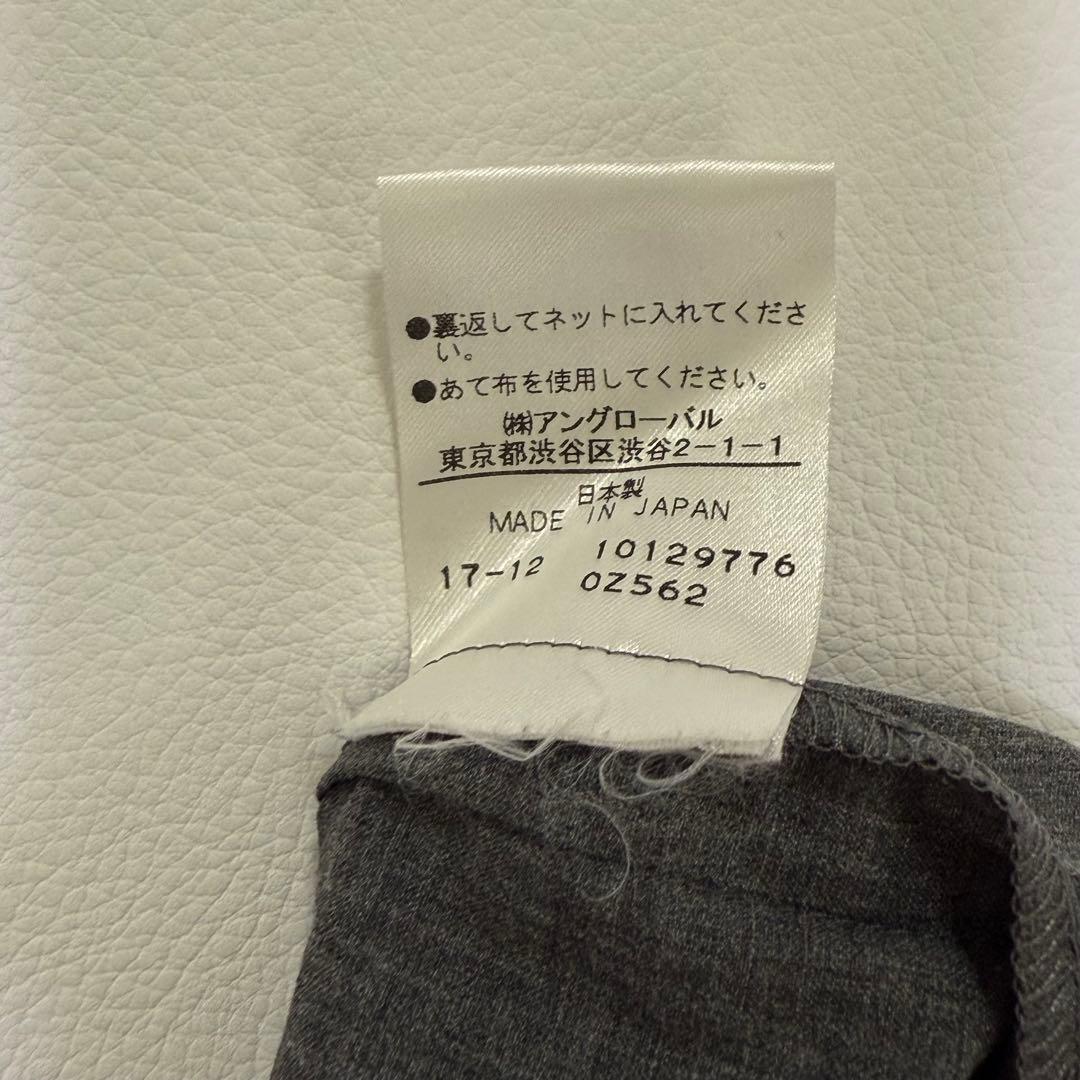 ●裏返してネットに入れてくださ
い。
●あて布を使用してください。
㈱アングローバル
東京都渋谷区渋谷2-1-1
日本製
MADE IN JAPAN
17-12 10129776
OZ562